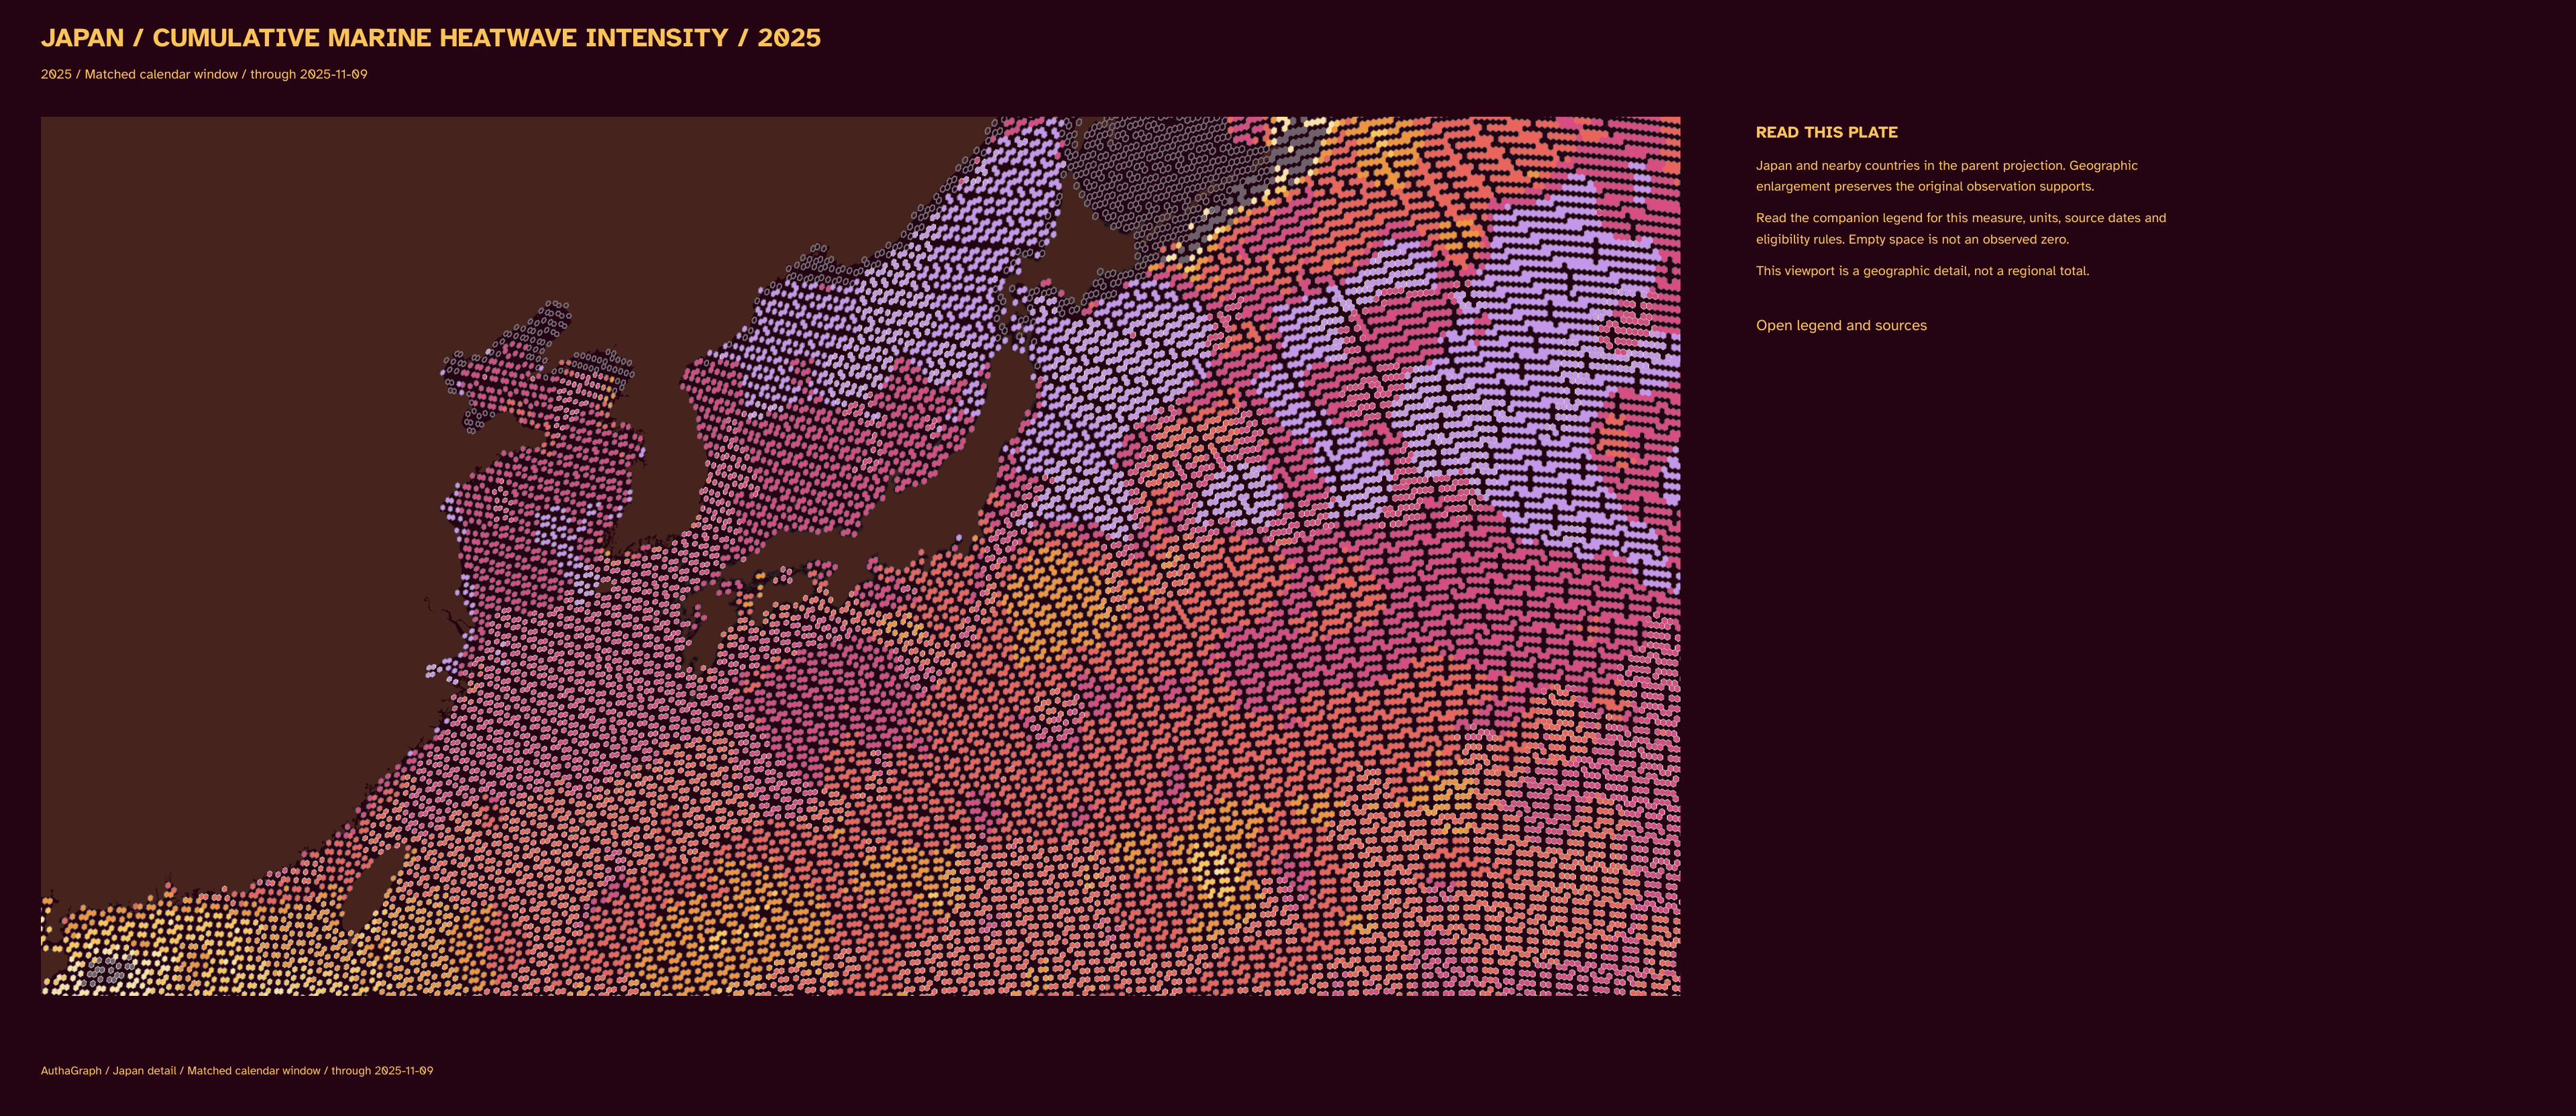 JAPAN / CUMULATIVE MARINE HEATWAVE INTENSITY / 2025
2025 / Matched calendar window / through 2025-11-09
READ THIS PLATE
Japan and nearby countries in the parent projection. Geographic
enlargement preserves the original observation supports.
Read the companion legend for this measure, units, source dates and
eligibility rules. Empty space is not an observed zero.
This viewport is a geographic detail, not a regional total.
Open legend and sources
AuthaGraph / Japan detail / Matched calendar window / through 2025-11-09